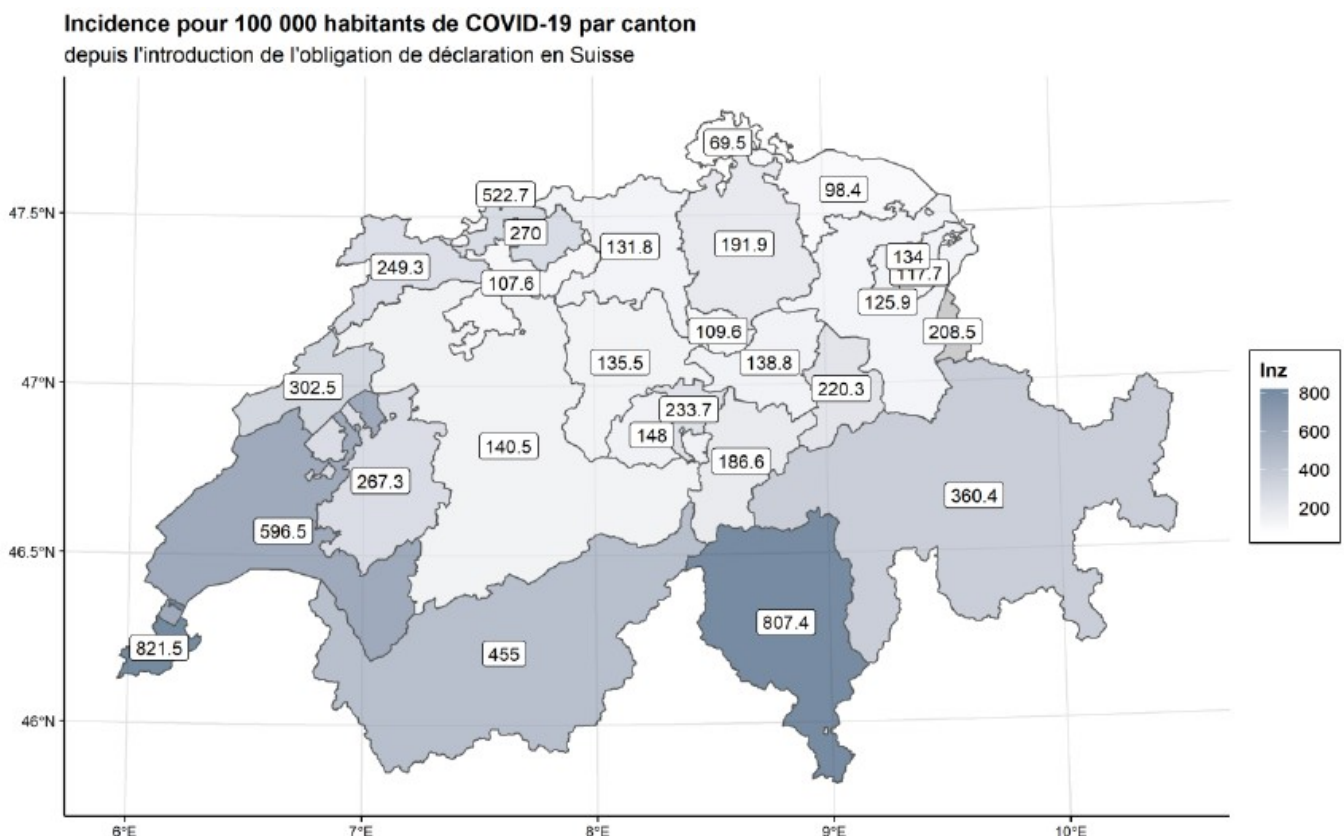 Incidence pour 100 000 habitants de COVID-19 par canton
depuis l'introduction de l'obligation de déclaration en Suisse
69.5
98.4
47.5°N
522.7
270
131.8
191.9
134
117.7
249.3
107.6
125.9
109.6
208.5
135.5
138.8
47°N
302.5
220.3
233.7
148
140.5
186.6
267.3
360.4
596.5
46.5°N
807.4
821.5
455
46°N
6°E
7°E
8°E
9°E
10°E
Inz
800
600
400
200